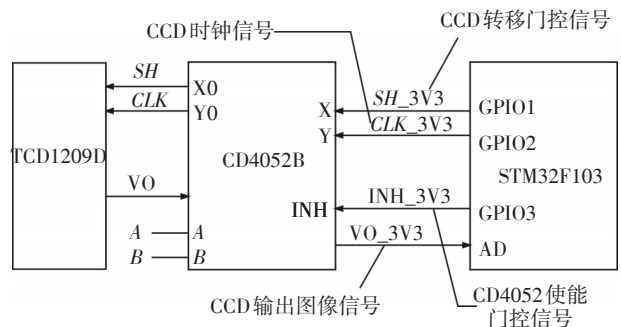 CCD时钟信号
CCD转移门控信号
SH
CLK
X0
Y0
X
Y
SH_3V3
CLK_3V3
GPIO1
GPIO2
TCD1209D
CD4052B
STM32F103
VO
INH
INH_3V3
GPIO3
A
A
B
B
VO_3V3
AD
CCD输出图像信号
CD4052使能
门控信号